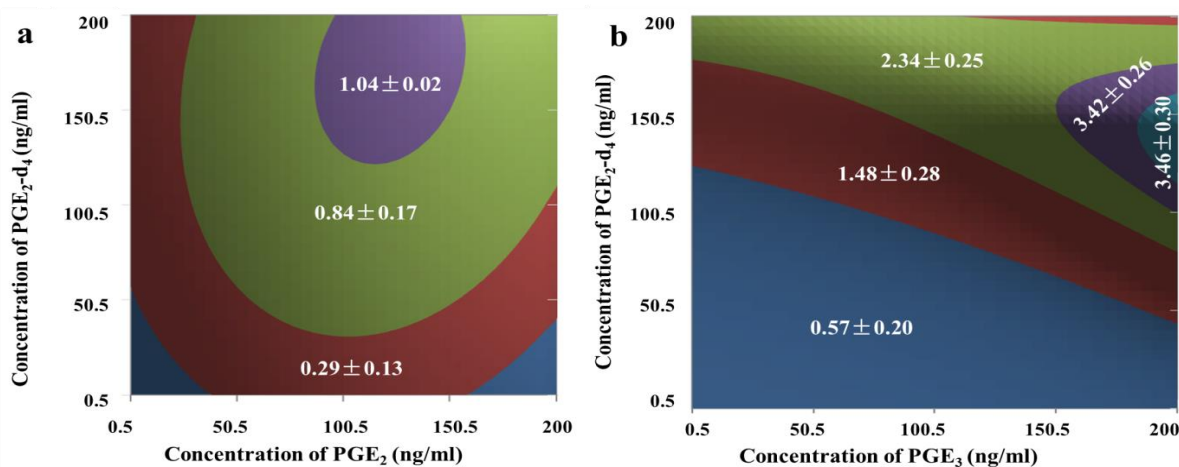 a
Concentration of PGE2-d4 (ng/ml)
200
150.5
100.5
50.5
0.5
1.04±0.02
0.84±0.17
0.29±0.13
0.5 50.5 100.5 150.5 200
Concentration of PGE2 (ng/ml)
b
Concentration of PGE2-d4 (ng/ml)
200
150.5
100.5
50.5
0.5
2.34±0.25
3.42±0.26
3.46±0.30
1.48±0.28
0.57±0.20
0.5 50.5 100.5 150.5 200
Concentration of PGE3 (ng/ml)